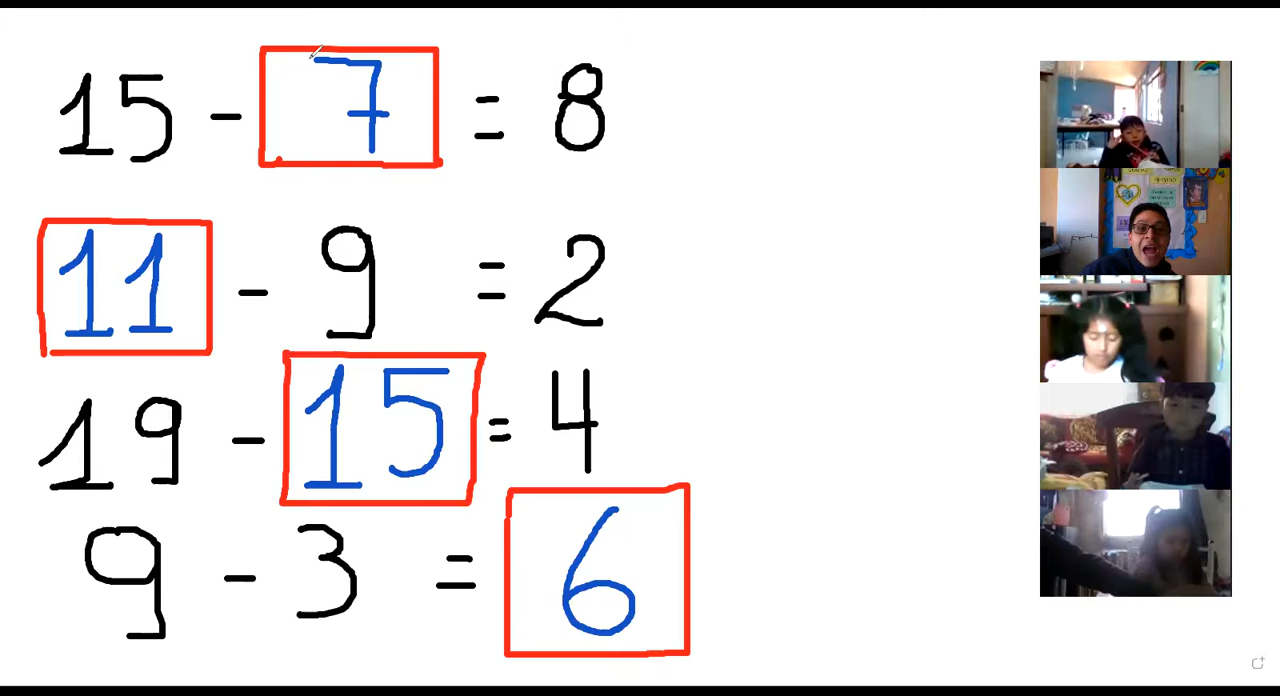 15 - 7 = 8
11 - 9 = 2
19 - 15 = 4
9 - 3 = 6